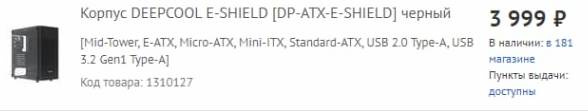 Корпус DEEPCOOL E-SHIELD [DP-ATX-E-SHIELD] черный
3 999 ₽
[Mid-Tower, E-ATX, Micro-ATX, Mini-ITX, Standard-ATX, USB 2.0 Type-A, USB
3.2 Gen1 Type-A]
Код товара: 1310127
В наличии: в 181
магазине
Пункты выдачи:
доступны